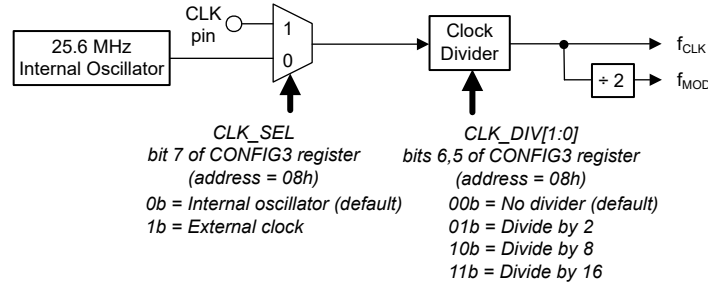 CLK
pin
1
0
25.6 MHz
Internal Oscillator
Clock
Divider
fCLK
÷ 2
fMOD
CLK_SEL
bit 7 of CONFIG3 register
(address = 08h)
0b = Internal oscillator (default)
1b = External clock
CLK_DIV[1:0]
bits 6,5 of CONFIG3 register
(address = 08h)
00b = No divider (default)
01b = Divide by 2
10b = Divide by 8
11b = Divide by 16